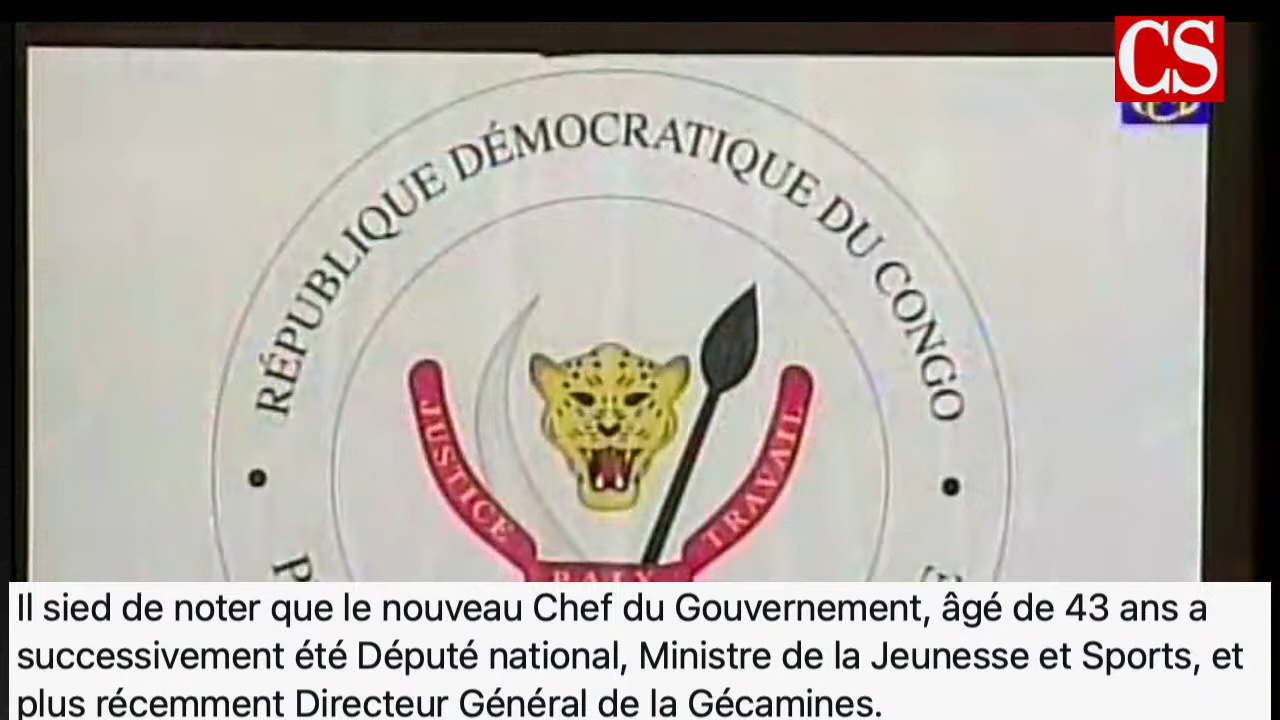 CS
RÉPUBLIQUE DÉMOCRATIQUE DU CONGO
JUSTICE
PAIX
TRAVAIL
Il sied de noter que le nouveau Chef du Gouvernement, âgé de 43 ans a
successivement été Député national, Ministre de la Jeunesse et Sports, et
plus récemment Directeur Général de la Gécamines.